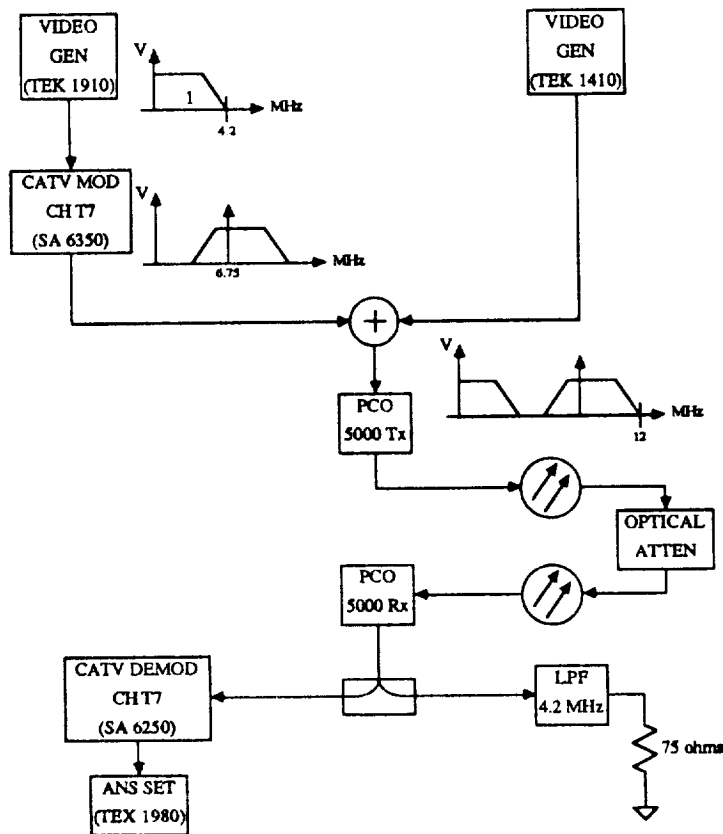 VIDEO
GEN
(TEK 1910)
V
1
4.2
MHz
VIDEO
GEN
(TEK 1410)
CATV MOD
CH T7
(SA 6350)
V
6.75
MHz
+
V
12
MHz
PCO
5000 Tx
OPTICAL
ATTEN
PCO
5000 Rx
CATV DEMOD
CH T7
(SA 6250)
LPF
4.2 MHz
75 ohms
ANS SET
(TEX 1980)